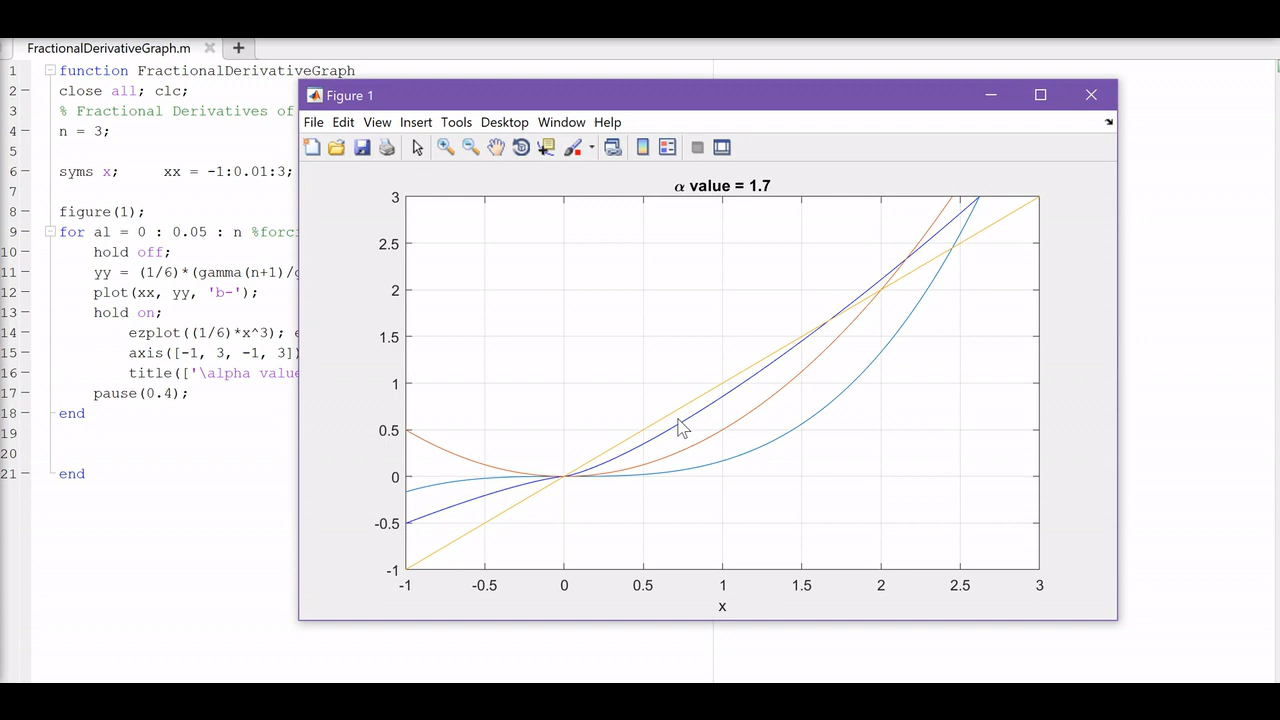 FractionalDerivativeGraph.m
1 function FractionalDerivativeGraph
2 close all; clc;
3 % Fractional Derivatives of
4 n = 3;
5
6 syms x; xx = -1:0.01:3;
7
8 figure(1);
9 for al = 0 : 0.05 : n %forc
10 hold off;
11 yy = (1/6)*(gamma(n+1)/g
12 plot(xx, yy, 'b-');
13 hold on;
14 ezplot((1/6)*x^3); e
15 axis([-1, 3, -1, 3])
16 title(['\alpha value
17 pause(0.4);
18 end
19
20
21 end
Figure 1
File Edit View Insert Tools Desktop Window Help
α value = 1.7
3
2.5
2
1.5
1
0.5
0
-0.5
-1
-1 -0.5 0 0.5 1 1.5 2 2.5 3
x